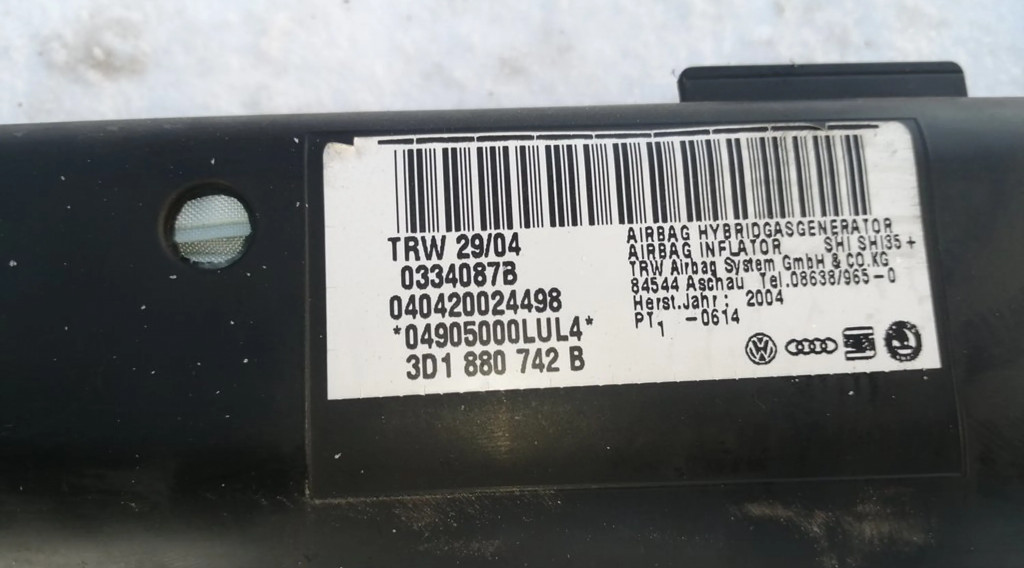 TRW 29/04
0334087B
040420024498
*04905000LUL4*
3D1 880 742 B
AIRBAG HYBRIDGASGENERATOR
AIRBAG INFLATOR SHI SHI35 +
TRW Airbag System GmbH & CO.KG
84544 Aschau Tel.08638/965-0
Herst.Jahr: 2004
PT1 -0614